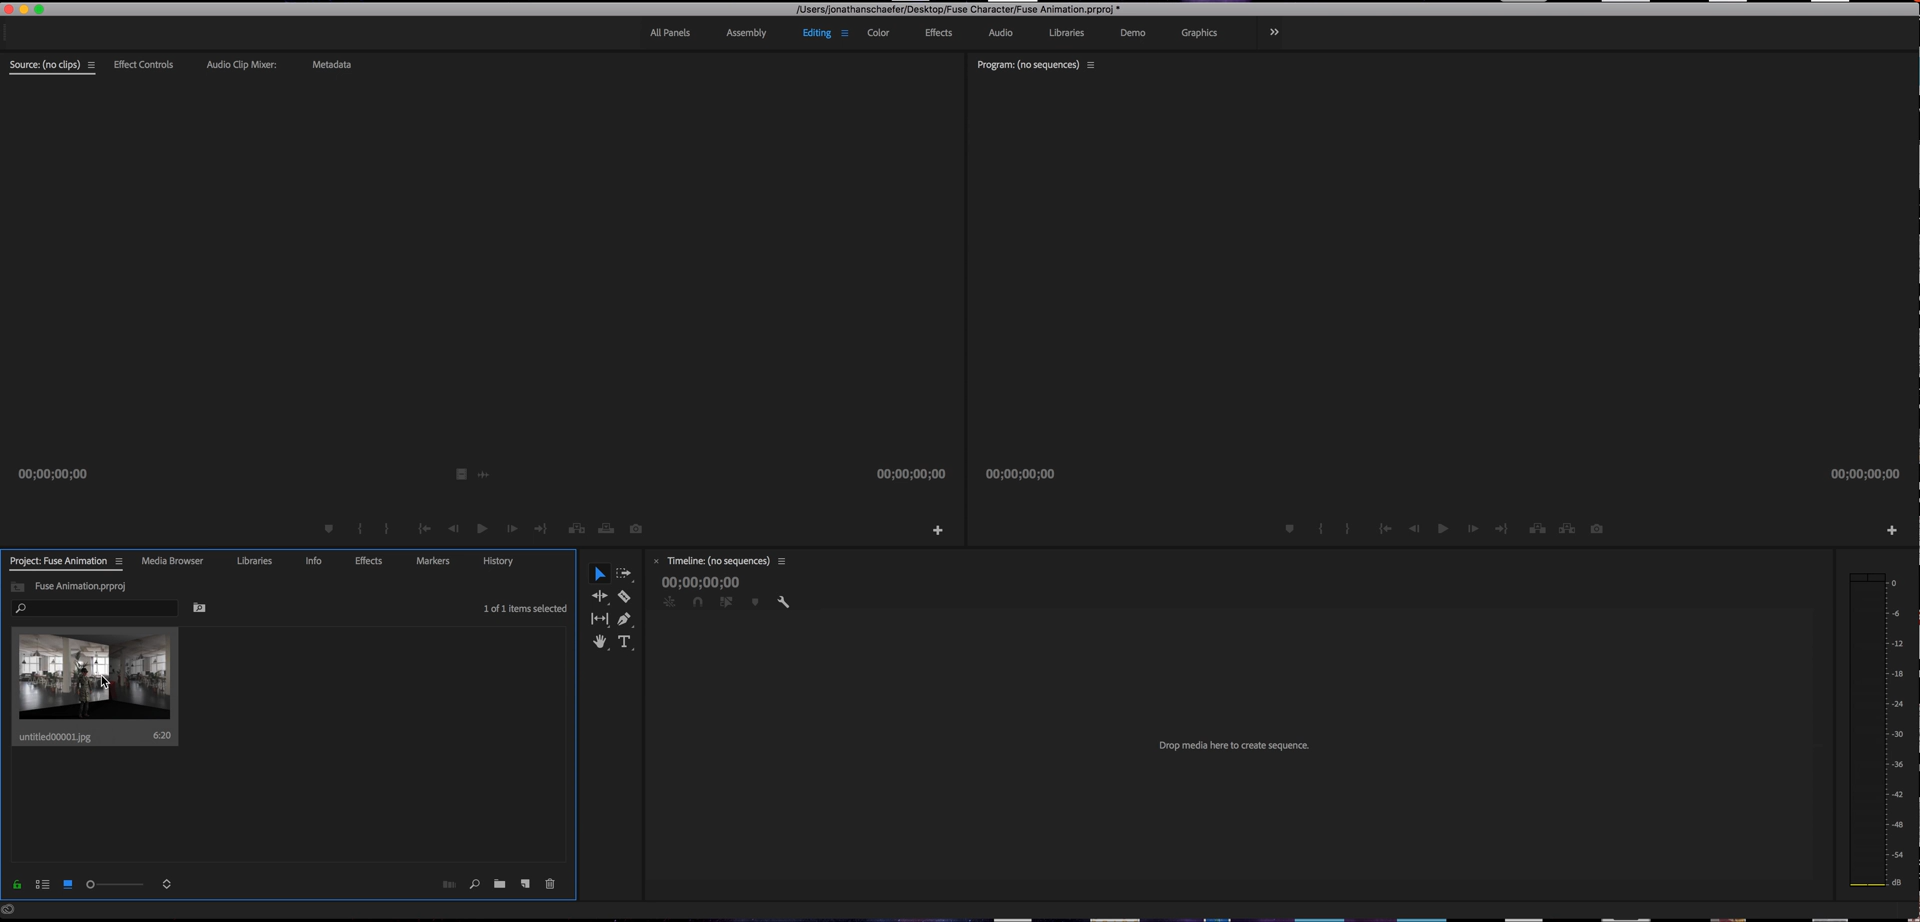 /Users/jonathanschaefer/Desktop/Fuse Character/Fuse Animation.prproj *
All Panels Assembly Editing Color Effects Audio Libraries Demo Graphics
Source: (no clips) Effect Controls Audio Clip Mixer: Metadata
Program: (no sequences)
00;00;00;00 00;00;00;00
00;00;00;00 00;00;00;00
Project: Fuse Animation Media Browser Libraries Info Effects Markers History
Fuse Animation.prproj
1 of 1 items selected
untitled00001.jpg 6:20
Timeline: (no sequences)
00;00;00;00
Drop media here to create sequence.
0
-6
-12
-18
-24
-30
-36
-42
-48
-54
dB